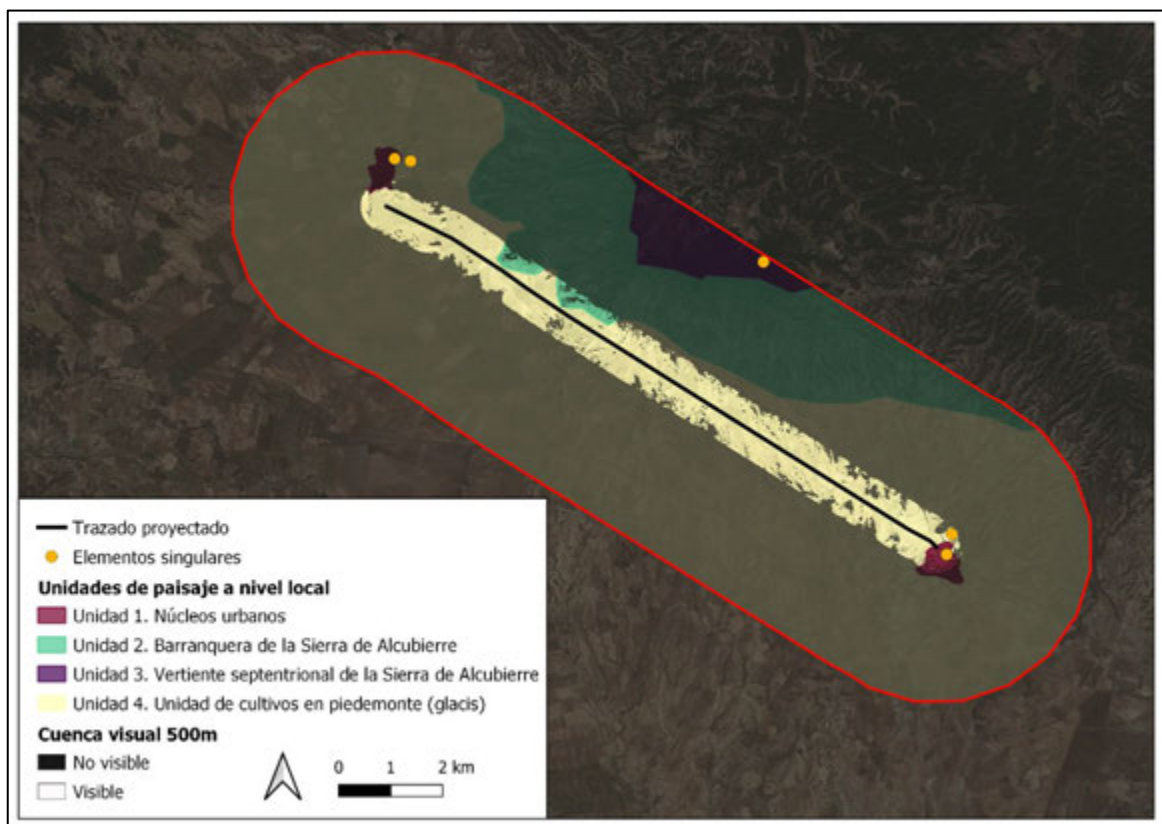 Trazado proyectado
Elementos singulares
Unidades de paisaje a nivel local
Unidad 1. Núcleos urbanos
Unidad 2. Barranquera de la Sierra de Alcubierre
Unidad 3. Vertiente septentrional de la Sierra de Alcubierre
Unidad 4. Unidad de cultivos en piedemonte (glacis)
Cuenca visual 500m
No visible
Visible
0 1 2 km